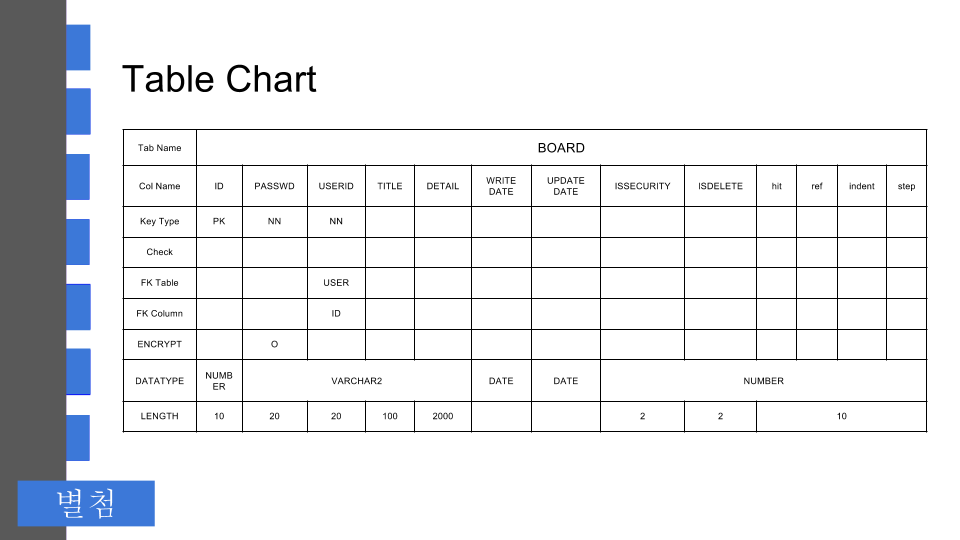 Table Chart
Tab Name BOARD
Col Name ID PASSWD USERID TITLE DETAIL WRITE DATE UPDATE DATE ISSECURITY ISDELETE hit ref indent step
Key Type PK NN NN
Check
FK Table USER
FK Column ID
ENCRYPT O
DATATYPE NUMB ER VARCHAR2 DATE DATE NUMBER
LENGTH 10 20 20 100 2000 2 2 10
별첨